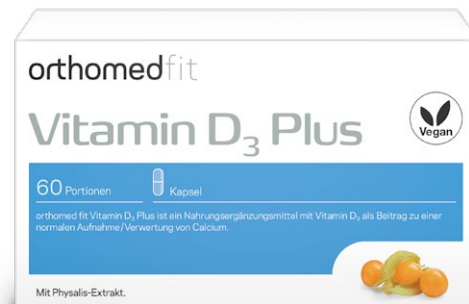 orthomedfit
Vitamin D₃ Plus
Vegan
60 Portionen
Kapsel
orthomed fit Vitamin D₃ Plus ist ein Nahrungsergänzungsmittel mit Vitamin D₃ als Beitrag zu einer
normalen Aufnahme/Verwertung von Calcium.
Mit Physalis-Extrakt.